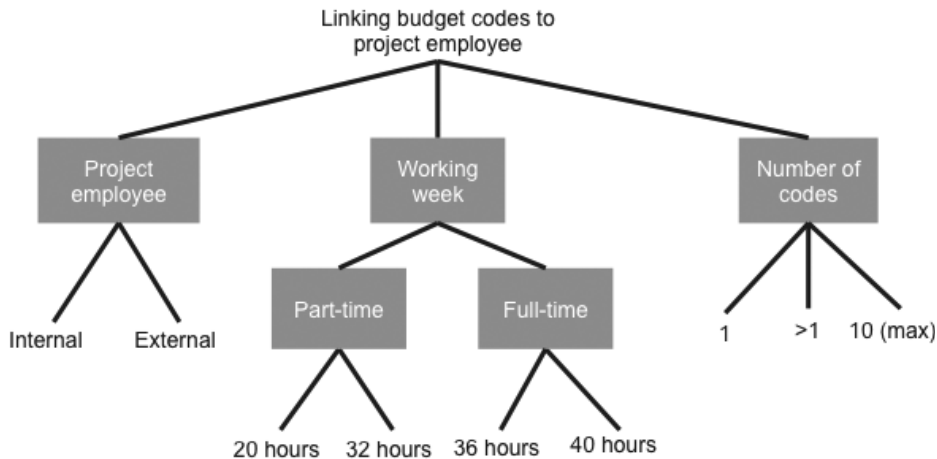 Linking budget codes to
project employee
Project
employee
Working
week
Number of
codes
Part-time
Full-time
Internal
External
1
>1
10 (max)
20 hours
32 hours
36 hours
40 hours